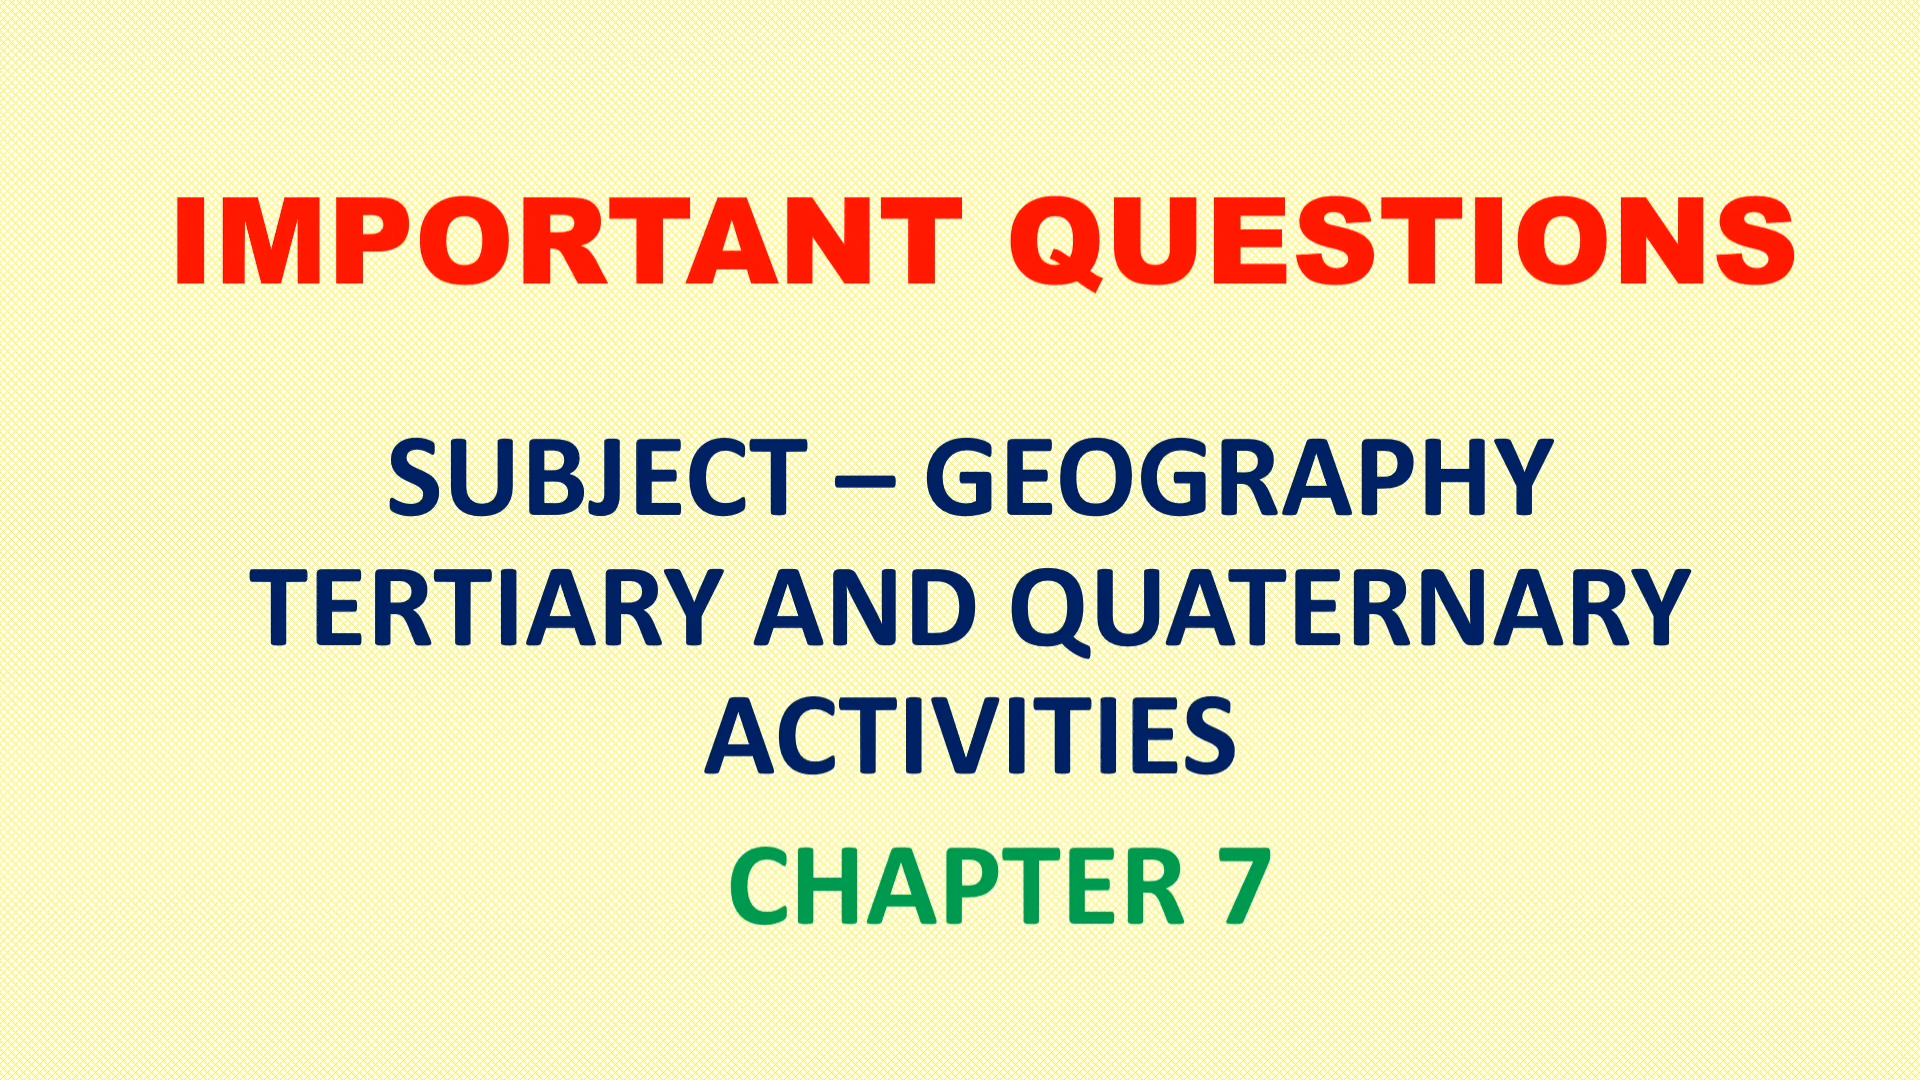 IMPORTANT QUESTIONS
SUBJECT – GEOGRAPHY
TERTIARY AND QUATERNARY
ACTIVITIES
CHAPTER 7